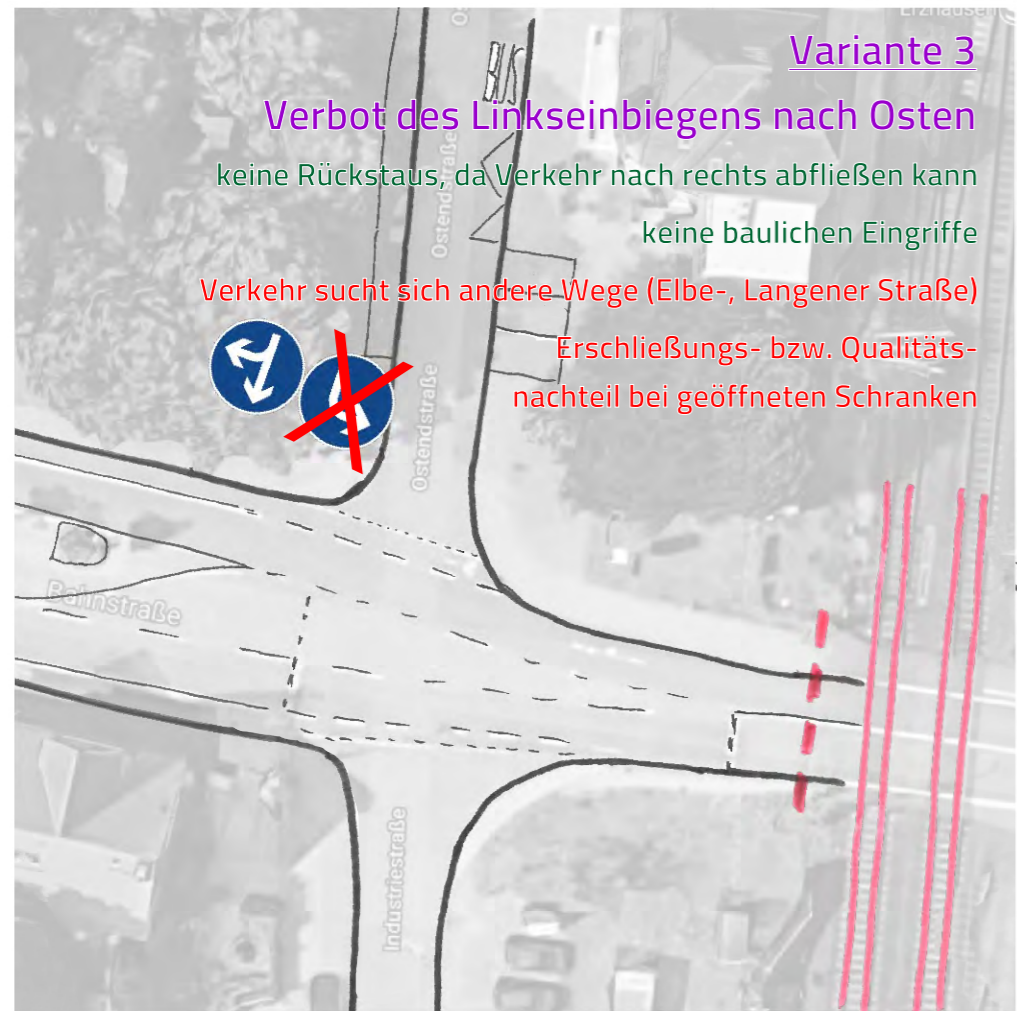 Erzhausen
Variante 3
Verbot des Linkseinbiegens nach Osten
keine Rückstaus, da Verkehr nach rechts abfließen kann
keine baulichen Eingriffe
Verkehr sucht sich andere Wege (Elbe-, Langener Straße)
Erschließungs- bzw. Qualitäts-
nachteil bei geöffneten Schranken
Ostendstraße
Ostendstraße
Bahnstraße
Industriestraße